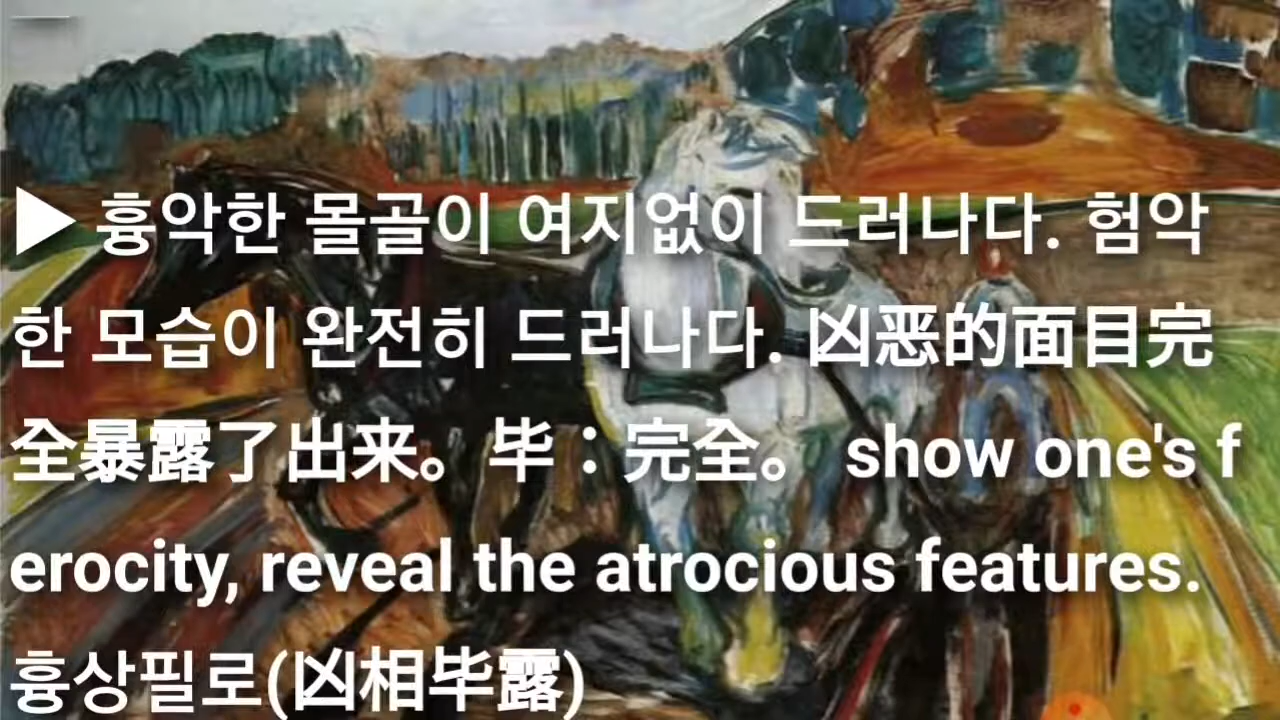 ▶ 흉악한 몰골이 여지없이 드러나다. 험악
한 모습이 완전히 드러나다. 凶恶的面目完
全暴露了出来。毕：完全。 show one's f
erocity, reveal the atrocious features.
흉상필로(凶相毕露)